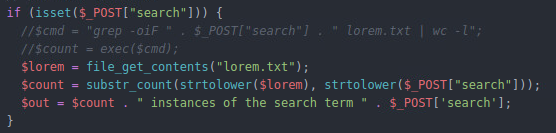 if (isset($_POST["search"])) {
//$cmd = "grep -oiF " . $_POST["search"] . " lorem.txt | wc -l";
//$count = exec($cmd);
$lorem = file_get_contents("lorem.txt");
$count = substr_count(strtolower($lorem), strtolower($_POST["search"]));
$out = $count . " instances of the search term " . $_POST['search'];
}